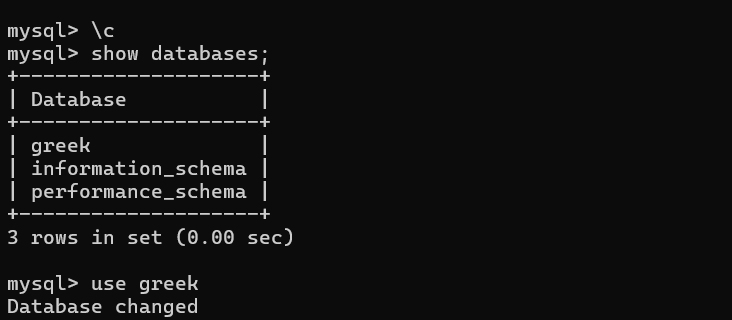 mysql> \c
mysql> show databases;
+--------------------+
| Database           |
+--------------------+
| greek              |
| information_schema |
| performance_schema |
+--------------------+
3 rows in set (0.00 sec)

mysql> use greek
Database changed